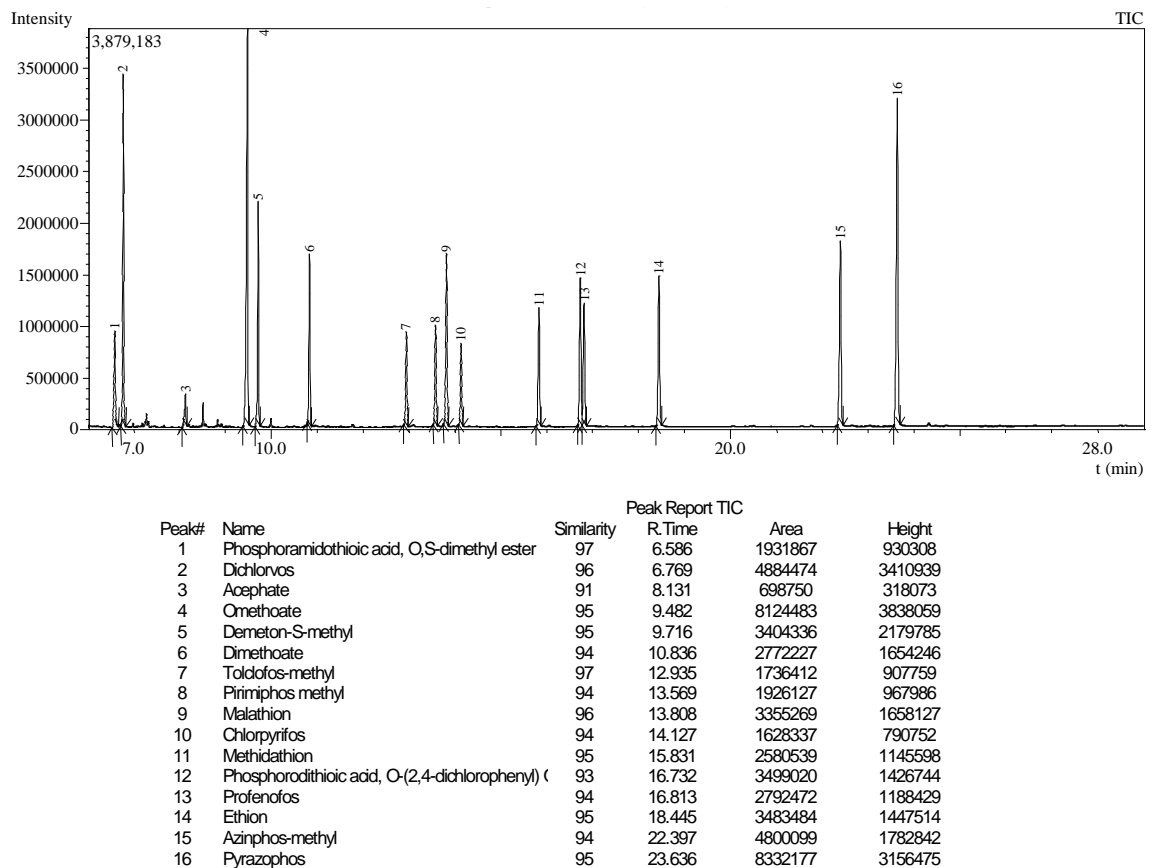 Intensity TIC
3,879,183
3500000
3000000
2500000
2000000
1500000
1000000
500000
0
1 2 3 4 5 6 7 8 9 10 11 12 13 14 15 16
7.0 10.0 20.0 28.0
t (min)
Peak Report TIC
Peak# Name Similarity R.Time Area Height
1 Phosphoramidothioic acid, O,S-dimethyl ester 97 6.586 1931867 930308
2 Dichlorvos 96 6.769 4884474 3410939
3 Acephate 91 8.131 698750 318073
4 Omethoate 95 9.482 8124483 3838059
5 Demeton-S-methyl 95 9.716 3404336 2179785
6 Dimethoate 94 10.836 2772227 1654246
7 Toldofos-methyl 97 12.935 1736412 907759
8 Pirimiphos methyl 94 13.569 1926127 967986
9 Malathion 96 13.808 3355269 1658127
10 Chlorpyrifos 94 14.127 1628337 790752
11 Methidathion 95 15.831 2580539 1145598
12 Phosphorodithioic acid, O-(2,4-dichlorophenyl) ( 93 16.732 3499020 1426744
13 Profenofos 94 16.813 2792472 1188429
14 Ethion 95 18.445 3483484 1447514
15 Azinphos-methyl 94 22.397 4800099 1782842
16 Pyrazophos 95 23.636 8332177 3156475